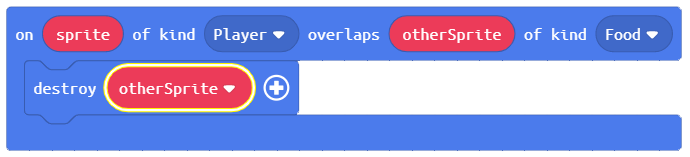 on sprite of kind Player overlaps otherSprite of kind Food
destroy otherSprite